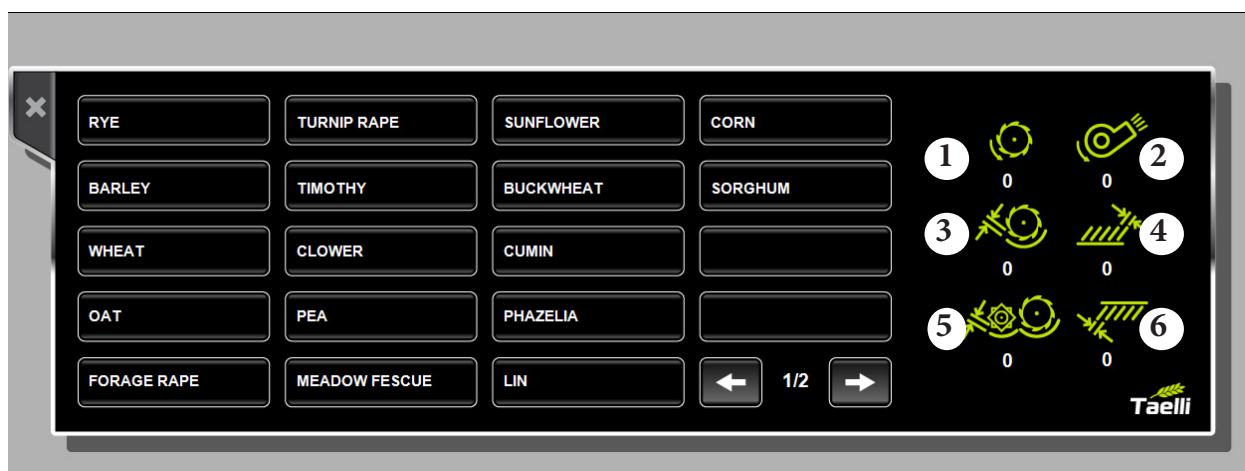 RYE TURNIP RAPE SUNFLOWER CORN
BARLEY TIMOTHY BUCKWHEAT SORGHUM
WHEAT CLOWER CUMIN
OAT PEA PHAZELIA
FORAGE RAPE MEADOW FESCUE LIN 1/2
1 2
0 0
3 4
0 0
5 6
0 0
Taelli